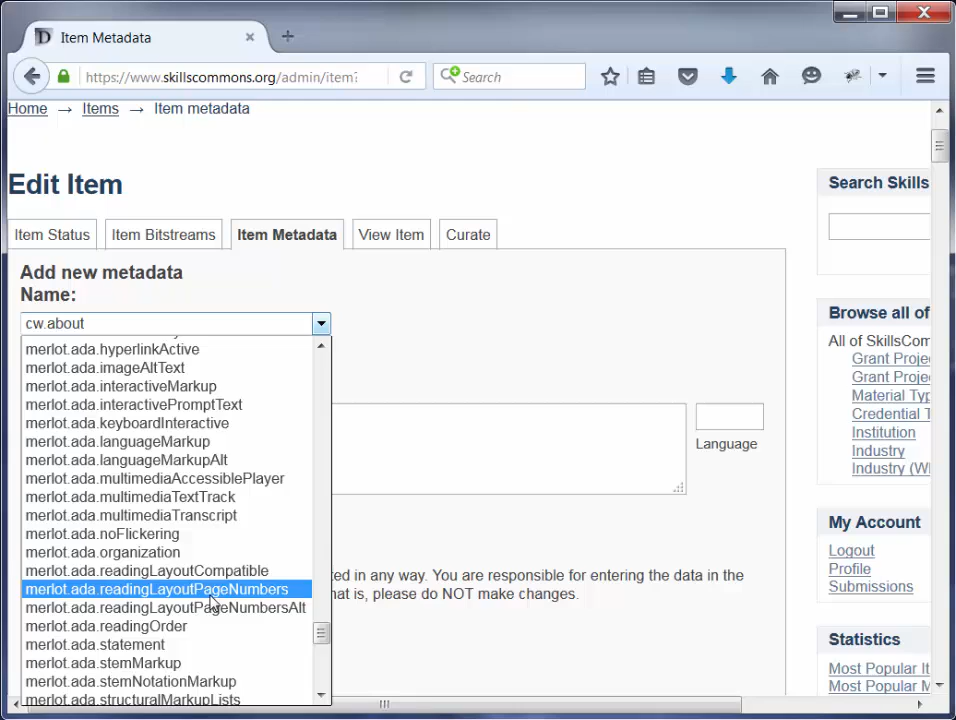 Item Metadata
https://www.skillscommons.org/admin/item?
Search
Home → Items → Item metadata
Edit Item
Search Skills
Item Status
Item Bitstreams
Item Metadata
View Item
Curate
Add new metadata
Name:
cw.about
merlot.ada.hyperlinkActive
merlot.ada.imageAltText
merlot.ada.interactiveMarkup
merlot.ada.interactivePromptText
merlot.ada.keyboardInteractive
merlot.ada.languageMarkup
merlot.ada.languageMarkupAlt
merlot.ada.multimediaAccessiblePlayer
merlot.ada.multimediaTextTrack
merlot.ada.multimediaTranscript
merlot.ada.noFlickering
merlot.ada.organization
merlot.ada.readingLayoutCompatible
merlot.ada.readingLayoutPageNumbers
merlot.ada.readingLayoutPageNumbersAlt
merlot.ada.readingOrder
merlot.ada.statement
merlot.ada.stemMarkup
merlot.ada.stemNotationMarkup
merlot.ada.structuralMarkupLists
Language
ted in any way. You are responsible for entering the data in the
hat is, please do NOT make changes.
Browse all of
All of SkillsCom
Grant Proje
Grant Proje
Material Typ
Credential T
Institution
Industry
Industry (W
My Account
Logout
Profile
Submissions
Statistics
Most Popular It
Most Popular M